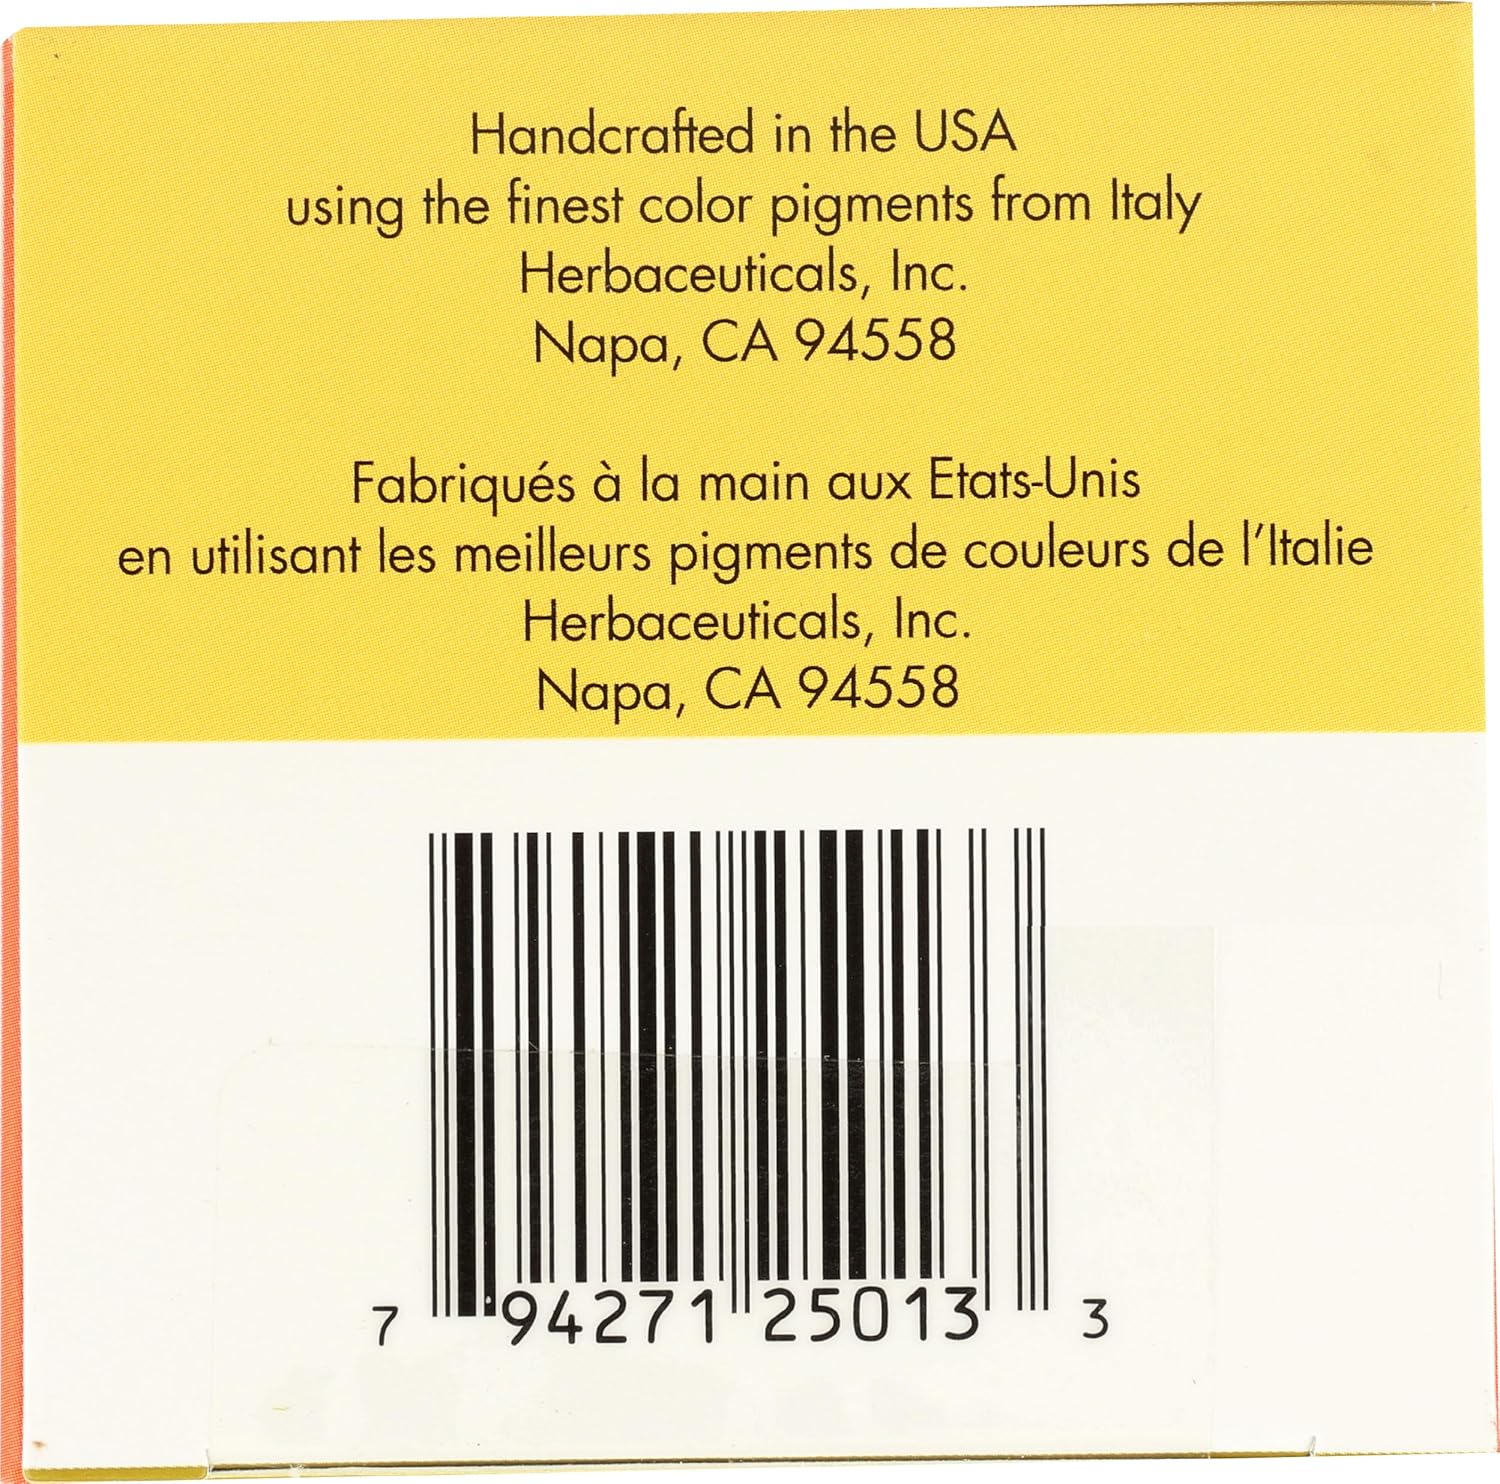 Handcrafted in the USA
using the finest color pigments from Italy
Herbaceuticals, Inc.
Napa, CA 94558
Fabriqués à la main aux Etats-Unis
en utilisant les meilleurs pigments de couleurs de l'Italie
Herbaceuticals, Inc.
Napa, CA 94558
7 94271 25013 3